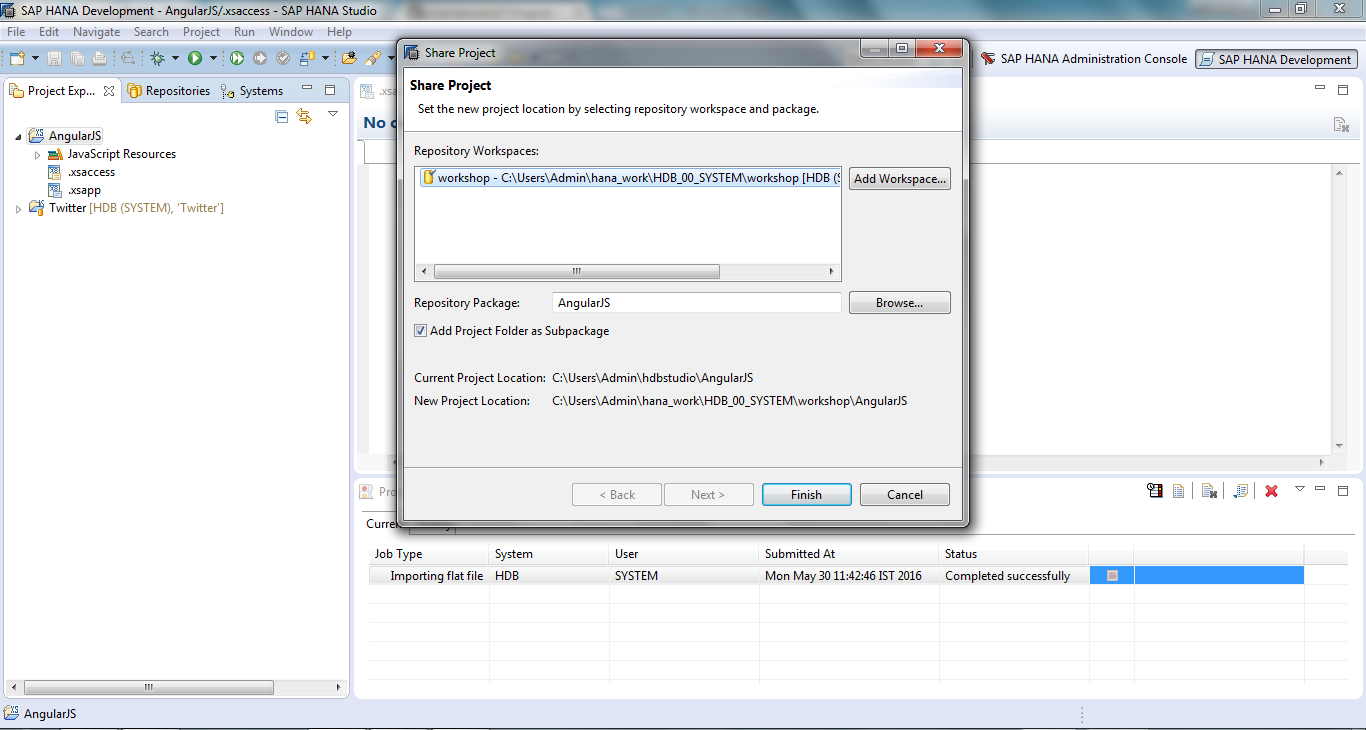 SAP HANA Development - AngularJS/.xsaccess - SAP HANA Studio
File Edit Navigate Search Project Run Window Help
SAP HANA Administration Console SAP HANA Development
Project Exp... Repositories Systems
AngularJS
JavaScript Resources
.xsaccess
.xsapp
Twitter [HDB (SYSTEM), 'Twitter']
No
Share Project
Share Project
Set the new project location by selecting repository workspace and package.
Repository Workspaces:
workshop - C:\Users\Admin\hana_work\HDB_00_SYSTEM\workshop [HDB (S
Add Workspace...
Repository Package: AngularJS Browse...
Add Project Folder as Subpackage
Current Project Location: C:\Users\Admin\hdbstudio\AngularJS
New Project Location: C:\Users\Admin\hana_work\HDB_00_SYSTEM\workshop\AngularJS
< Back Next > Finish Cancel
Job Type System User Submitted At Status
Importing flat file HDB SYSTEM Mon May 30 11:42:46 IST 2016 Completed successfully
AngularJS